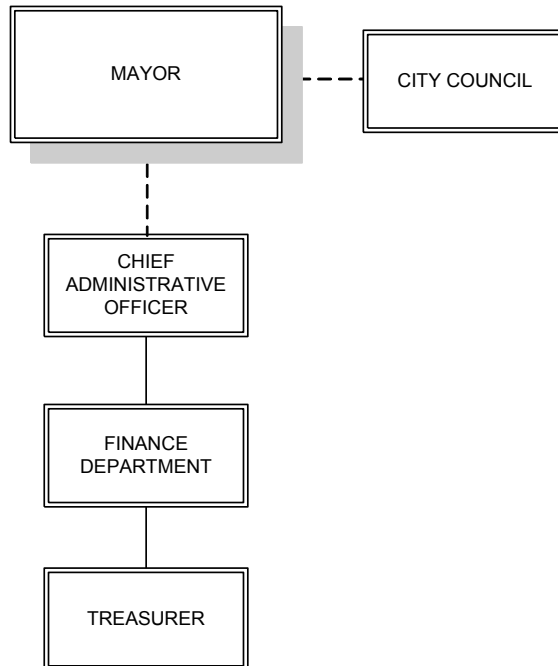 MAYOR
CITY COUNCIL
CHIEF
ADMINISTRATIVE
OFFICER
FINANCE
DEPARTMENT
TREASURER